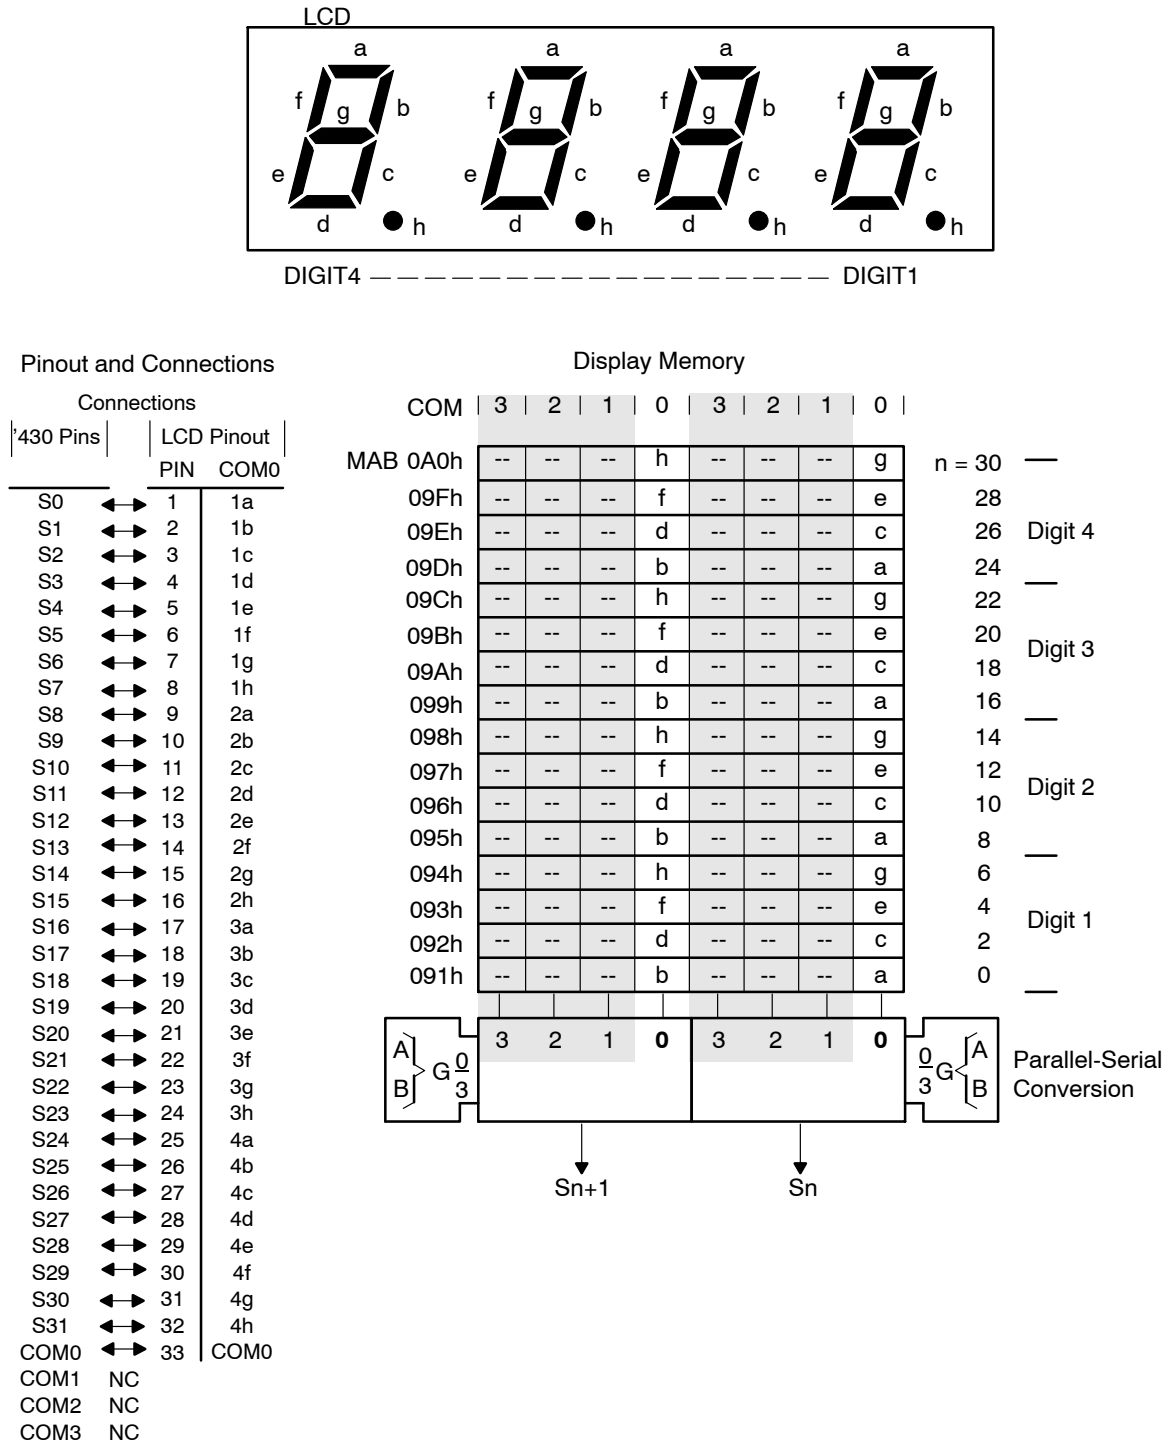 LCD
a a a a
f g b f g b f g b f g b
e c e c e c e c
d h d h d h d h
DIGIT4 DIGIT1
Pinout and Connections
Connections
'430 Pins LCD Pinout
PIN COM0
S0 1 1a
S1 2 1b
S2 3 1c
S3 4 1d
S4 5 1e
S5 6 1f
S6 7 1g
S7 8 1h
S8 9 2a
S9 10 2b
S10 11 2c
S11 12 2d
S12 13 2e
S13 14 2f
S14 15 2g
S15 16 2h
S16 17 3a
S17 18 3b
S18 19 3c
S19 20 3d
S20 21 3e
S21 22 3f
S22 23 3g
S23 24 3h
S24 25 4a
S25 26 4b
S26 27 4c
S27 28 4d
S28 29 4e
S29 30 4f
S30 31 4g
S31 32 4h
COM0 33 COM0
COM1 NC
COM2 NC
COM3 NC
Display Memory
COM 3 2 1 0 3 2 1 0
MAB 0A0h -- -- -- h -- -- -- g n = 30
09Fh -- -- -- f -- -- -- e 28
09Eh -- -- -- d -- -- -- c 26 Digit 4
09Dh -- -- -- b -- -- -- a 24
09Ch -- -- -- h -- -- -- g 22
09Bh -- -- -- f -- -- -- e 20 Digit 3
09Ah -- -- -- d -- -- -- c 18
099h -- -- -- b -- -- -- a 16
098h -- -- -- h -- -- -- g 14
097h -- -- -- f -- -- -- e 12 Digit 2
096h -- -- -- d -- -- -- c 10
095h -- -- -- b -- -- -- a 8
094h -- -- -- h -- -- -- g 6
093h -- -- -- f -- -- -- e 4 Digit 1
092h -- -- -- d -- -- -- c 2
091h -- -- -- b -- -- -- a 0
A 0 3 2 1 0 3 2 1 0 0 A
G G
B 3 3 B
Parallel-Serial
Conversion
Sn+1 Sn